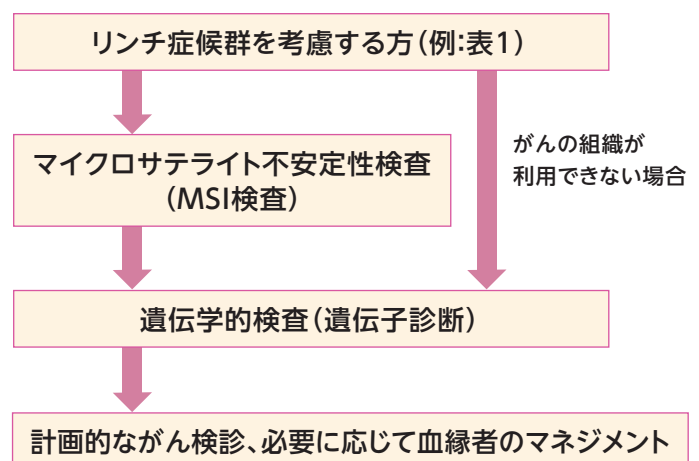 リンチ症候群を考慮する方(例:表1)
がんの組織が
利用できない場合
マイクロサテライト不安定性検査
(MSI検査)
遺伝学的検査(遺伝子診断)
計画的ながん検診、必要に応じて血縁者のマネジメント